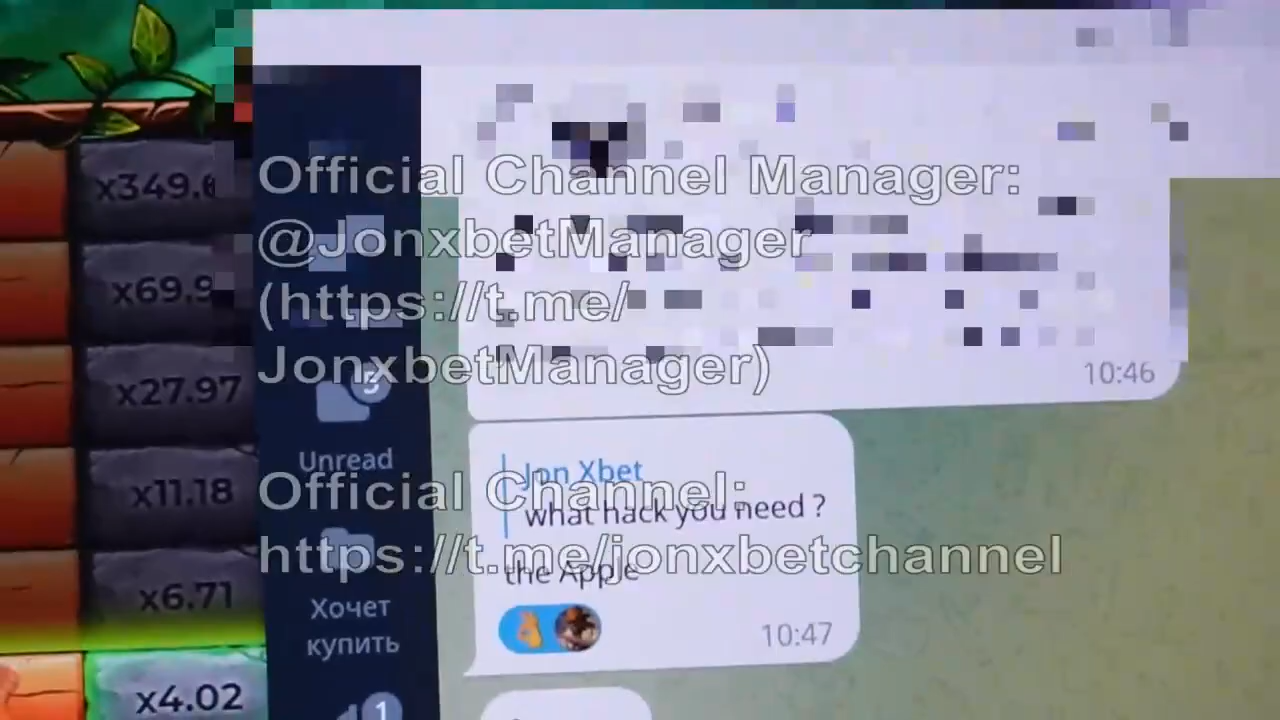 x349.6
x69.9
x27.97
x11.18
x6.71
x4.02
Official Channel Manager:
@JonxbetManager
(https://t.me/
JonxbetManager)
Official Channel:
https://t.me/jonxbetchannel
5
Unread
Хочет
купить
1
10:46
Jon Xbet
what hack you need ?
the Apple
10:47